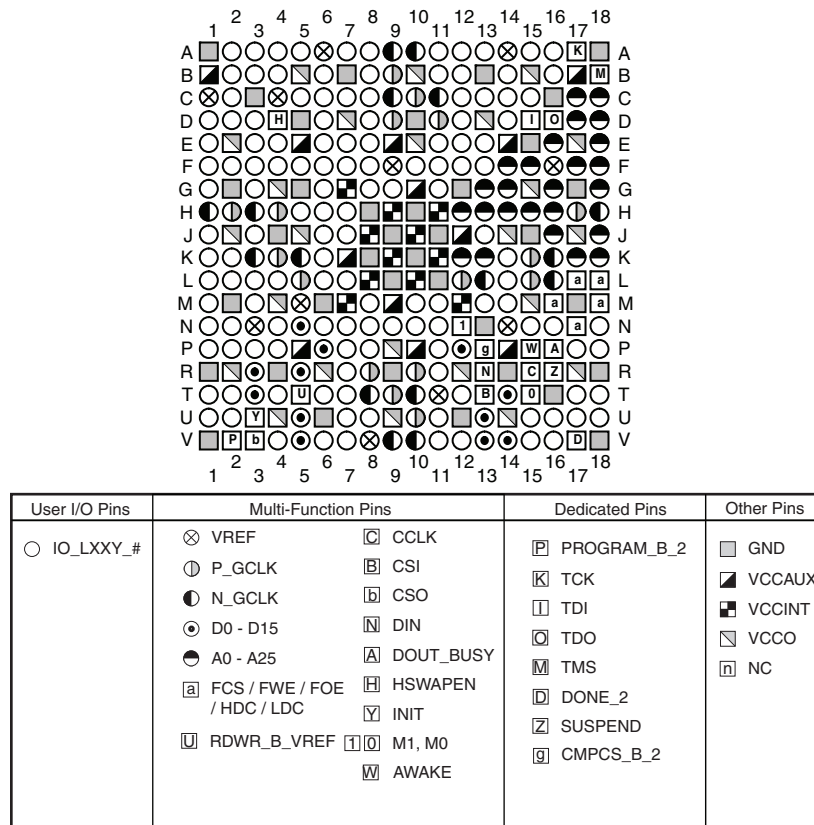 2 4 6 8 10 12 14 16 18
1 3 5 7 9 11 13 15 17
A K A
B M B
C C
D H I O D
E E
F F
G G
H H
J J
K K
L a a L
M a a M
N 1 a N
P g W A P
R N C Z R
T U B 0 T
U Y U
V P b D V
2 4 6 8 10 12 14 16 18
1 3 5 7 9 11 13 15 17
User I/O Pins
IO_LXXY_#
Multi-Function Pins
VREF
P_GCLK
N_GCLK
D0 - D15
A0 - A25
a FCS / FWE / FOE
/ HDC / LDC
U RDWR_B_VREF
C CCLK
B CSI
b CSO
N DIN
A DOUT_BUSY
H HSWAPEN
Y INIT
1 0 M1, M0
W AWAKE
Dedicated Pins
P PROGRAM_B_2
K TCK
I TDI
O TDO
M TMS
D DONE_2
Z SUSPEND
g CMPCS_B_2
Other Pins
GND
VCCAUX
VCCINT
VCCO
n NC